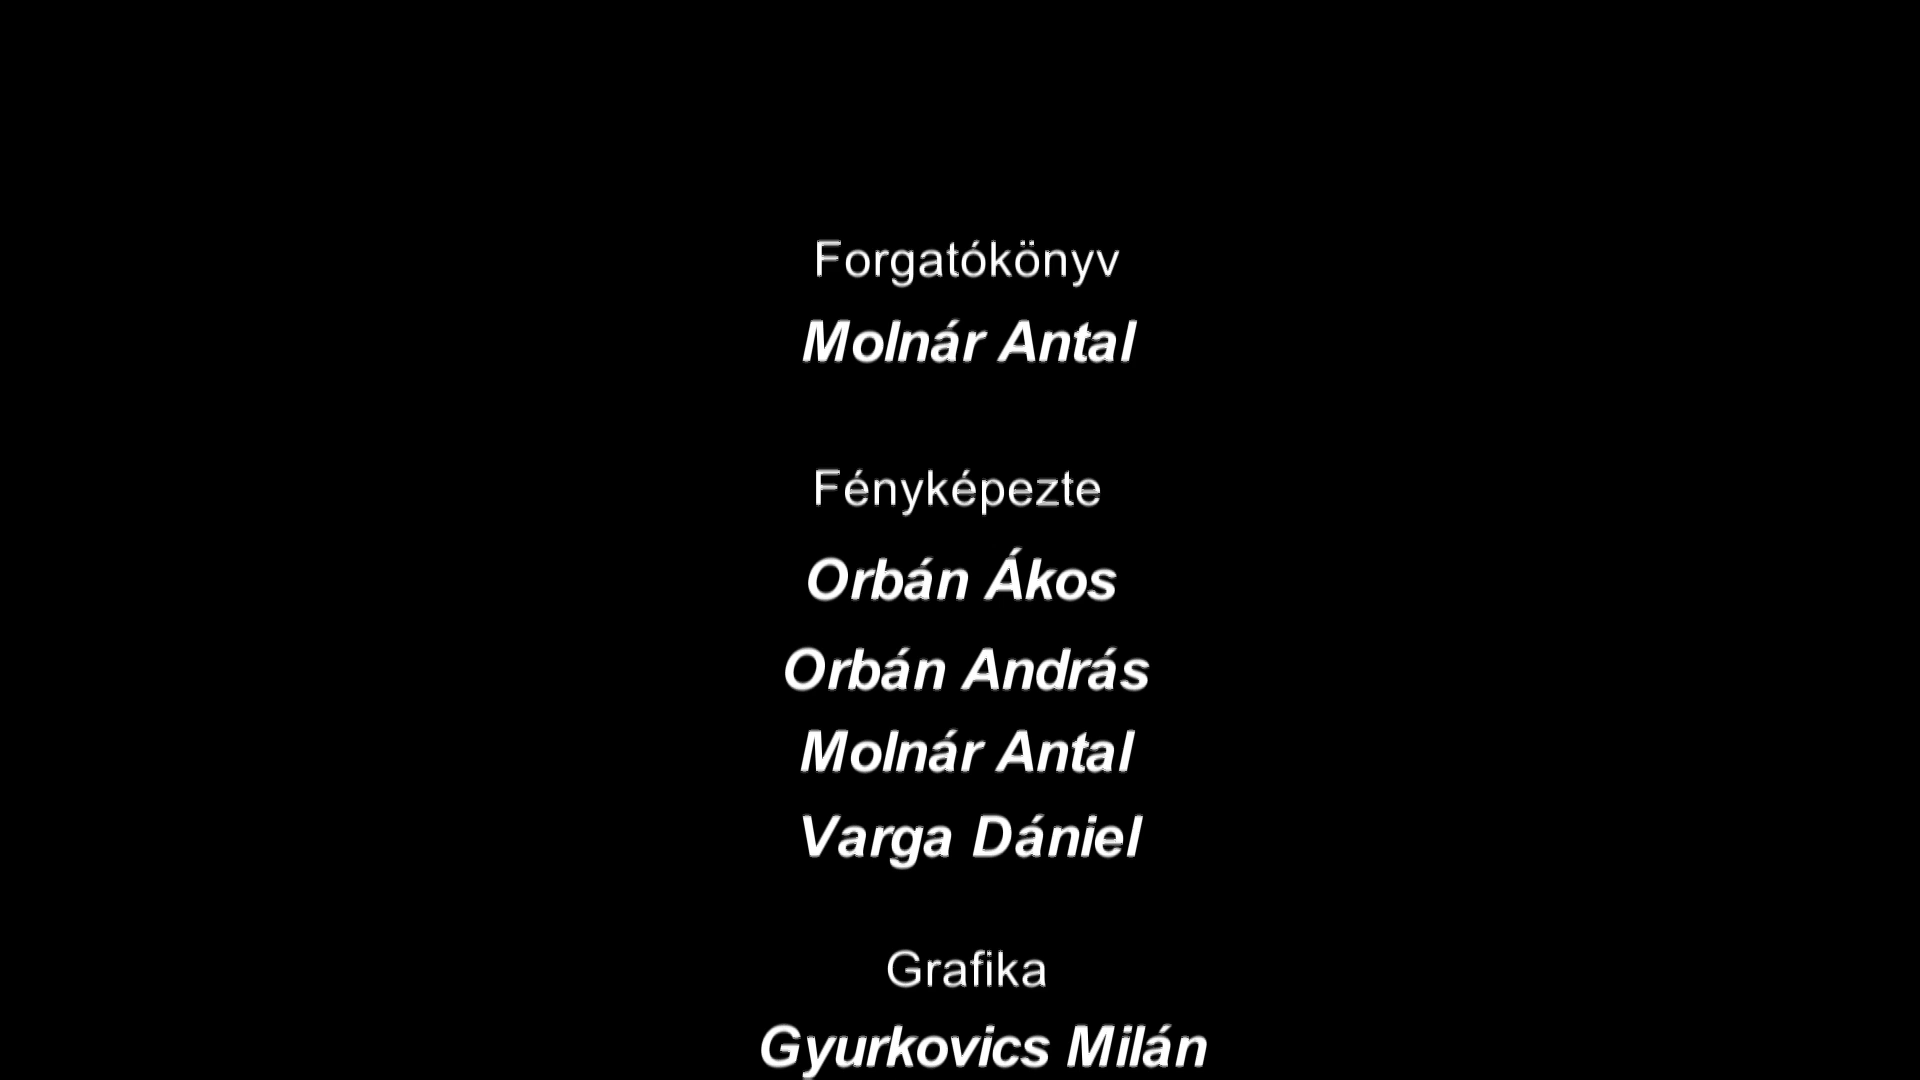 Forgatókönyv
Molnár Antal
Fényképezte
Orbán Ákos
Orbán András
Molnár Antal
Varga Dániel
Grafika
Gyurkovics Milán